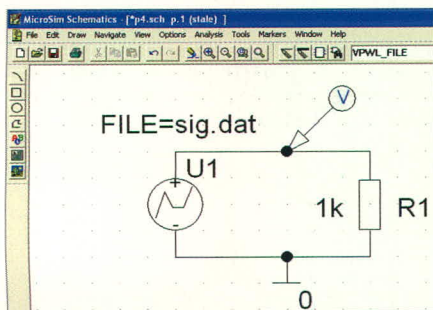 MicroSim Schematics - [*p4.sch p.1 (stale) ]
File Edit Draw Navigate View Options Analysis Tools Markers Window Help
VPWL_FILE
V
FILE=sig.dat
U1
1k R1
0